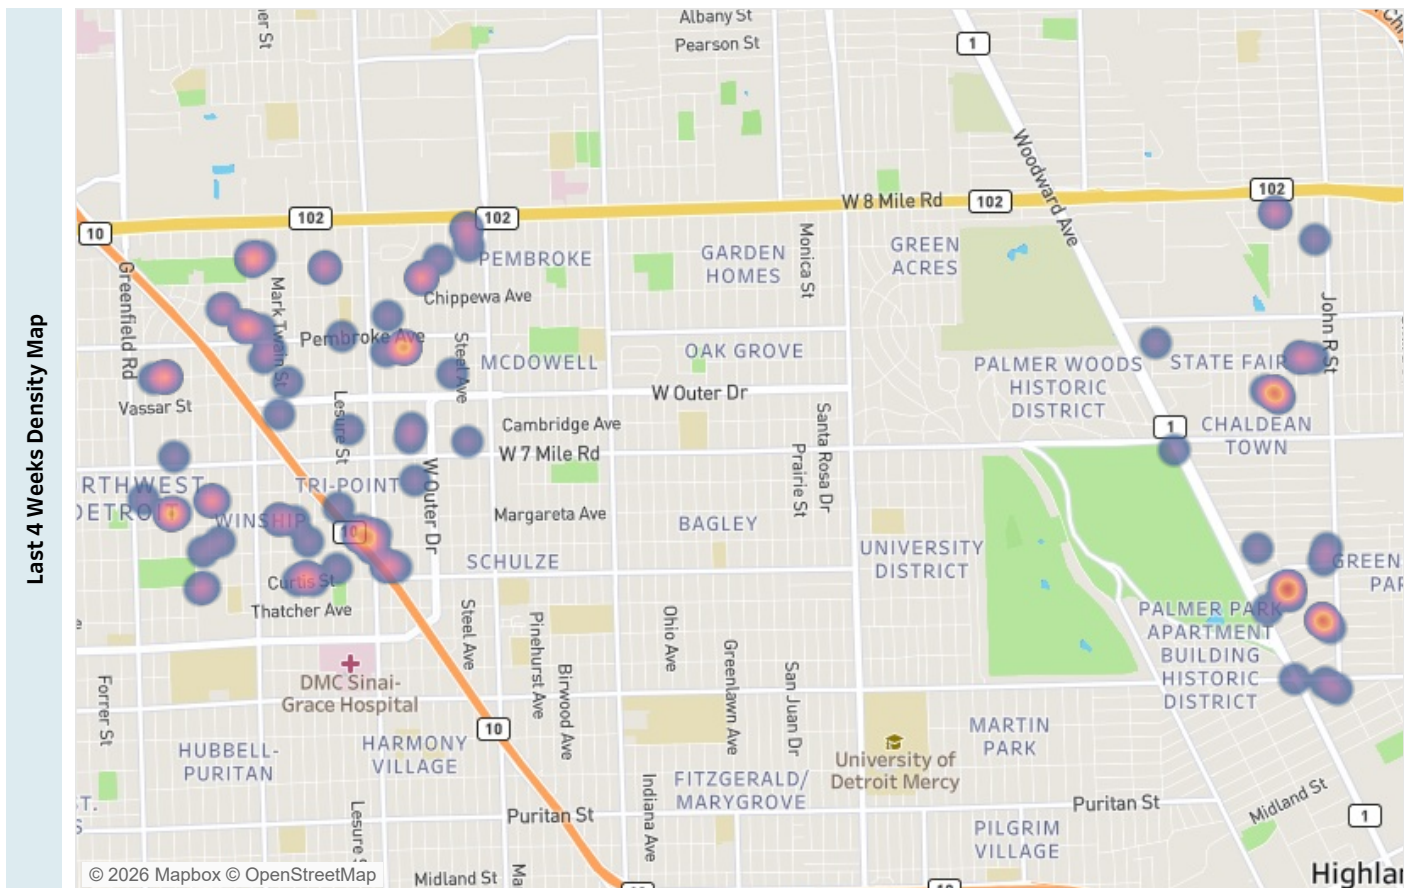 Last 4 Weeks Density Map
Albany St
Pearson St
1
Woodward Ave
102
102
W 8 Mile Rd
102
102
10
Greenfield Rd
Mark Twain St
PEMBROKE
Chippewa Ave
GARDEN
HOMES
Monica St
GREEN
ACRES
John R St
Pembroke Ave
Steel Ave
MCDOWELL
OAK GROVE
PALMER WOODS
HISTORIC
DISTRICT
STATE FAIR
Vassar St
Lesure St
W Outer Dr
Cambridge Ave
W 7 Mile Rd
Santa Rosa Dr
Prairie St
1
CHALDEAN
TOWN
RTHWEST
DETROIT
TRI-POINT
W Outer Dr
WINSHIP
10
Margareta Ave
BAGLEY
SCHULZE
UNIVERSITY
DISTRICT
GREEN
PAR
Curtis St
Thatcher Ave
Steel Ave
Pinehurst Ave
Birwood Ave
Ohio Ave
Greenlawn Ave
San Juan Dr
PALMER PARK
APARTMENT
BUILDING
HISTORIC
DISTRICT
DMC Sinai-
Grace Hospital
Forrer St
10
HUBBELL-
PURITAN
HARMONY
VILLAGE
University of
Detroit Mercy
MARTIN
PARK
FITZGERALD/
MARYGROVE
Indiana Ave
Lesure S
Puritan St
Puritan St
Midland St
1
PILGRIM
VILLAGE
T.
S
Midland St
Ma
10
10
Highlan
© 2026 Mapbox © OpenStreetMap